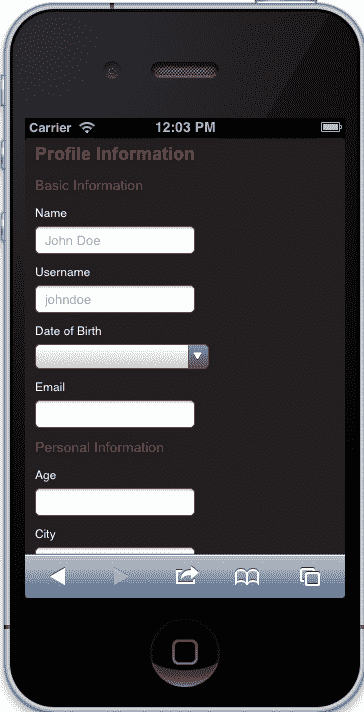 Carrier 12:03 PM
Profile Information
Basic Information
Name
John Doe
Username
johndoe
Date of Birth
Email
Personal Information
Age
City